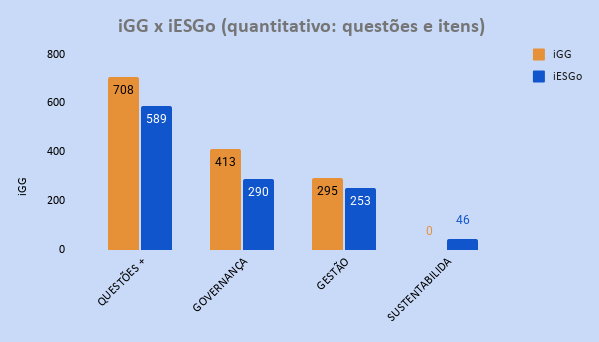 iGG x iESGo (quantitativo: questões e itens)
iGG
iESGo
iGG
800
600
400
200
0
708
589
413
290
295
253
0
46
QUESTÕES +
GOVERNANÇA
GESTÃO
SUSTENTABILIDA